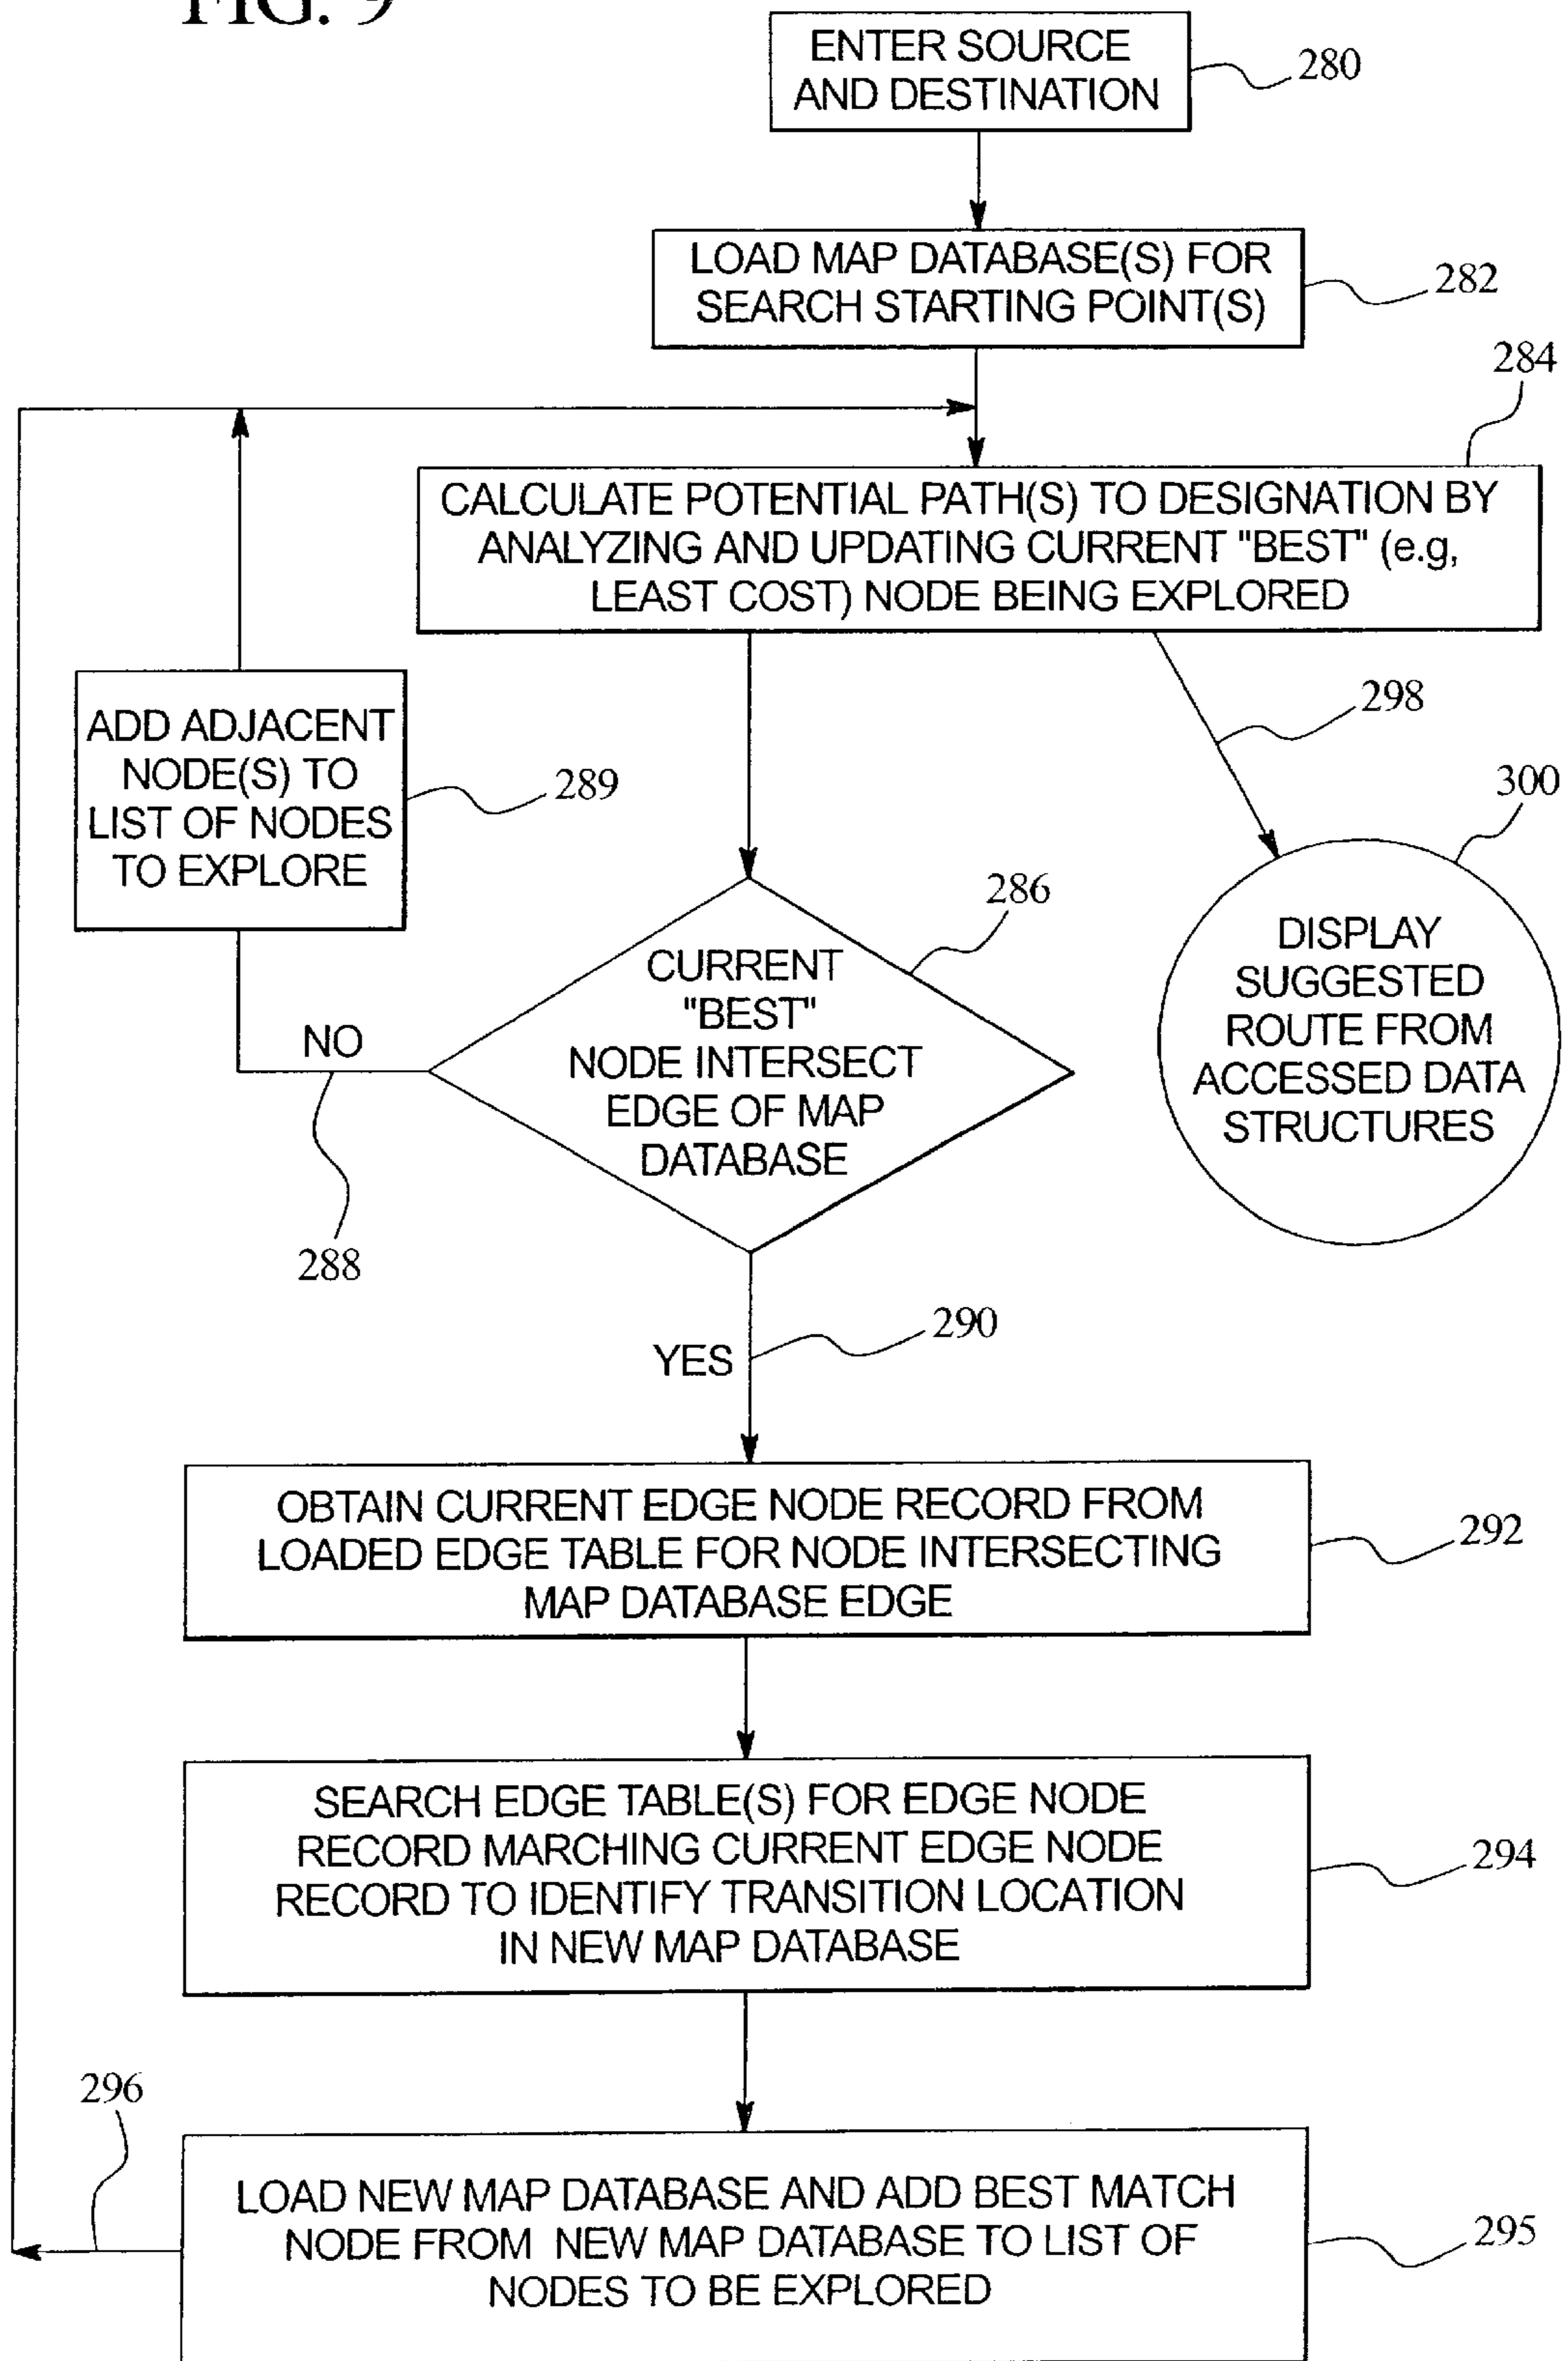 FIG. 9
ENTER SOURCE
AND DESTINATION
280
LOAD MAP DATABASE(S) FOR
SEARCH STARTING POINT(S)
282
284
CALCULATE POTENTIAL PATH(S) TO DESIGNATION BY
ANALYZING AND UPDATING CURRENT "BEST" (e.g,
LEAST COST) NODE BEING EXPLORED
ADD ADJACENT
NODE(S) TO
LIST OF NODES
TO EXPLORE
289
298
300
286
CURRENT
"BEST"
NODE INTERSECT
EDGE OF MAP
DATABASE
DISPLAY
SUGGESTED
ROUTE FROM
ACCESSED DATA
STRUCTURES
NO
288
290
YES
OBTAIN CURRENT EDGE NODE RECORD FROM
LOADED EDGE TABLE FOR NODE INTERSECTING
MAP DATABASE EDGE
292
SEARCH EDGE TABLE(S) FOR EDGE NODE
RECORD MARCHING CURRENT EDGE NODE
RECORD TO IDENTIFY TRANSITION LOCATION
IN NEW MAP DATABASE
294
296
LOAD NEW MAP DATABASE AND ADD BEST MATCH
NODE FROM NEW MAP DATABASE TO LIST OF
NODES TO BE EXPLORED
295